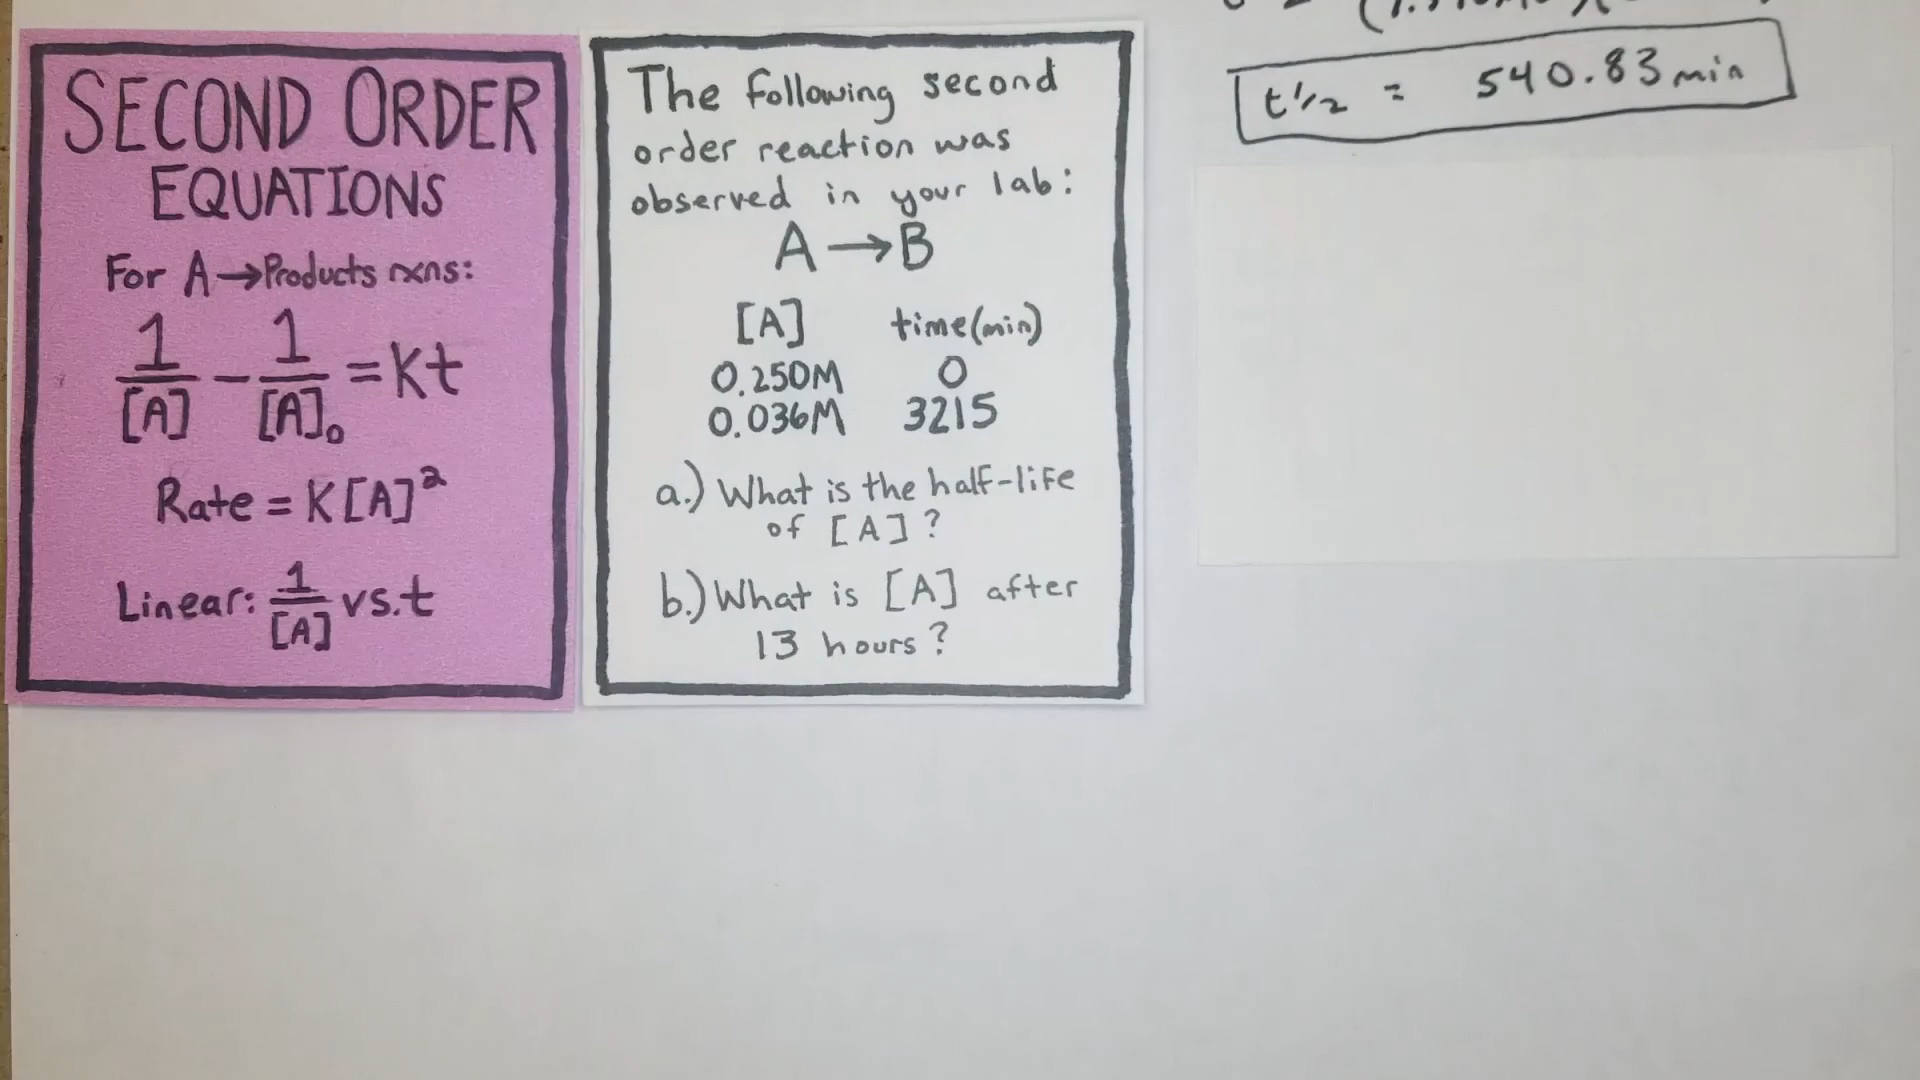 SECOND ORDER
EQUATIONS
For A→Products rxns:
1/[A] - 1/[A]₀ = Kt
Rate = K[A]²
Linear: 1/[A] vs. t
The following second
order reaction was
observed in your lab:
A → B
[A] time(min)
0.250M 0
0.036M 3215
a.) What is the half-life
of [A]?
b.) What is [A] after
13 hours?
t½ = 540.83 min